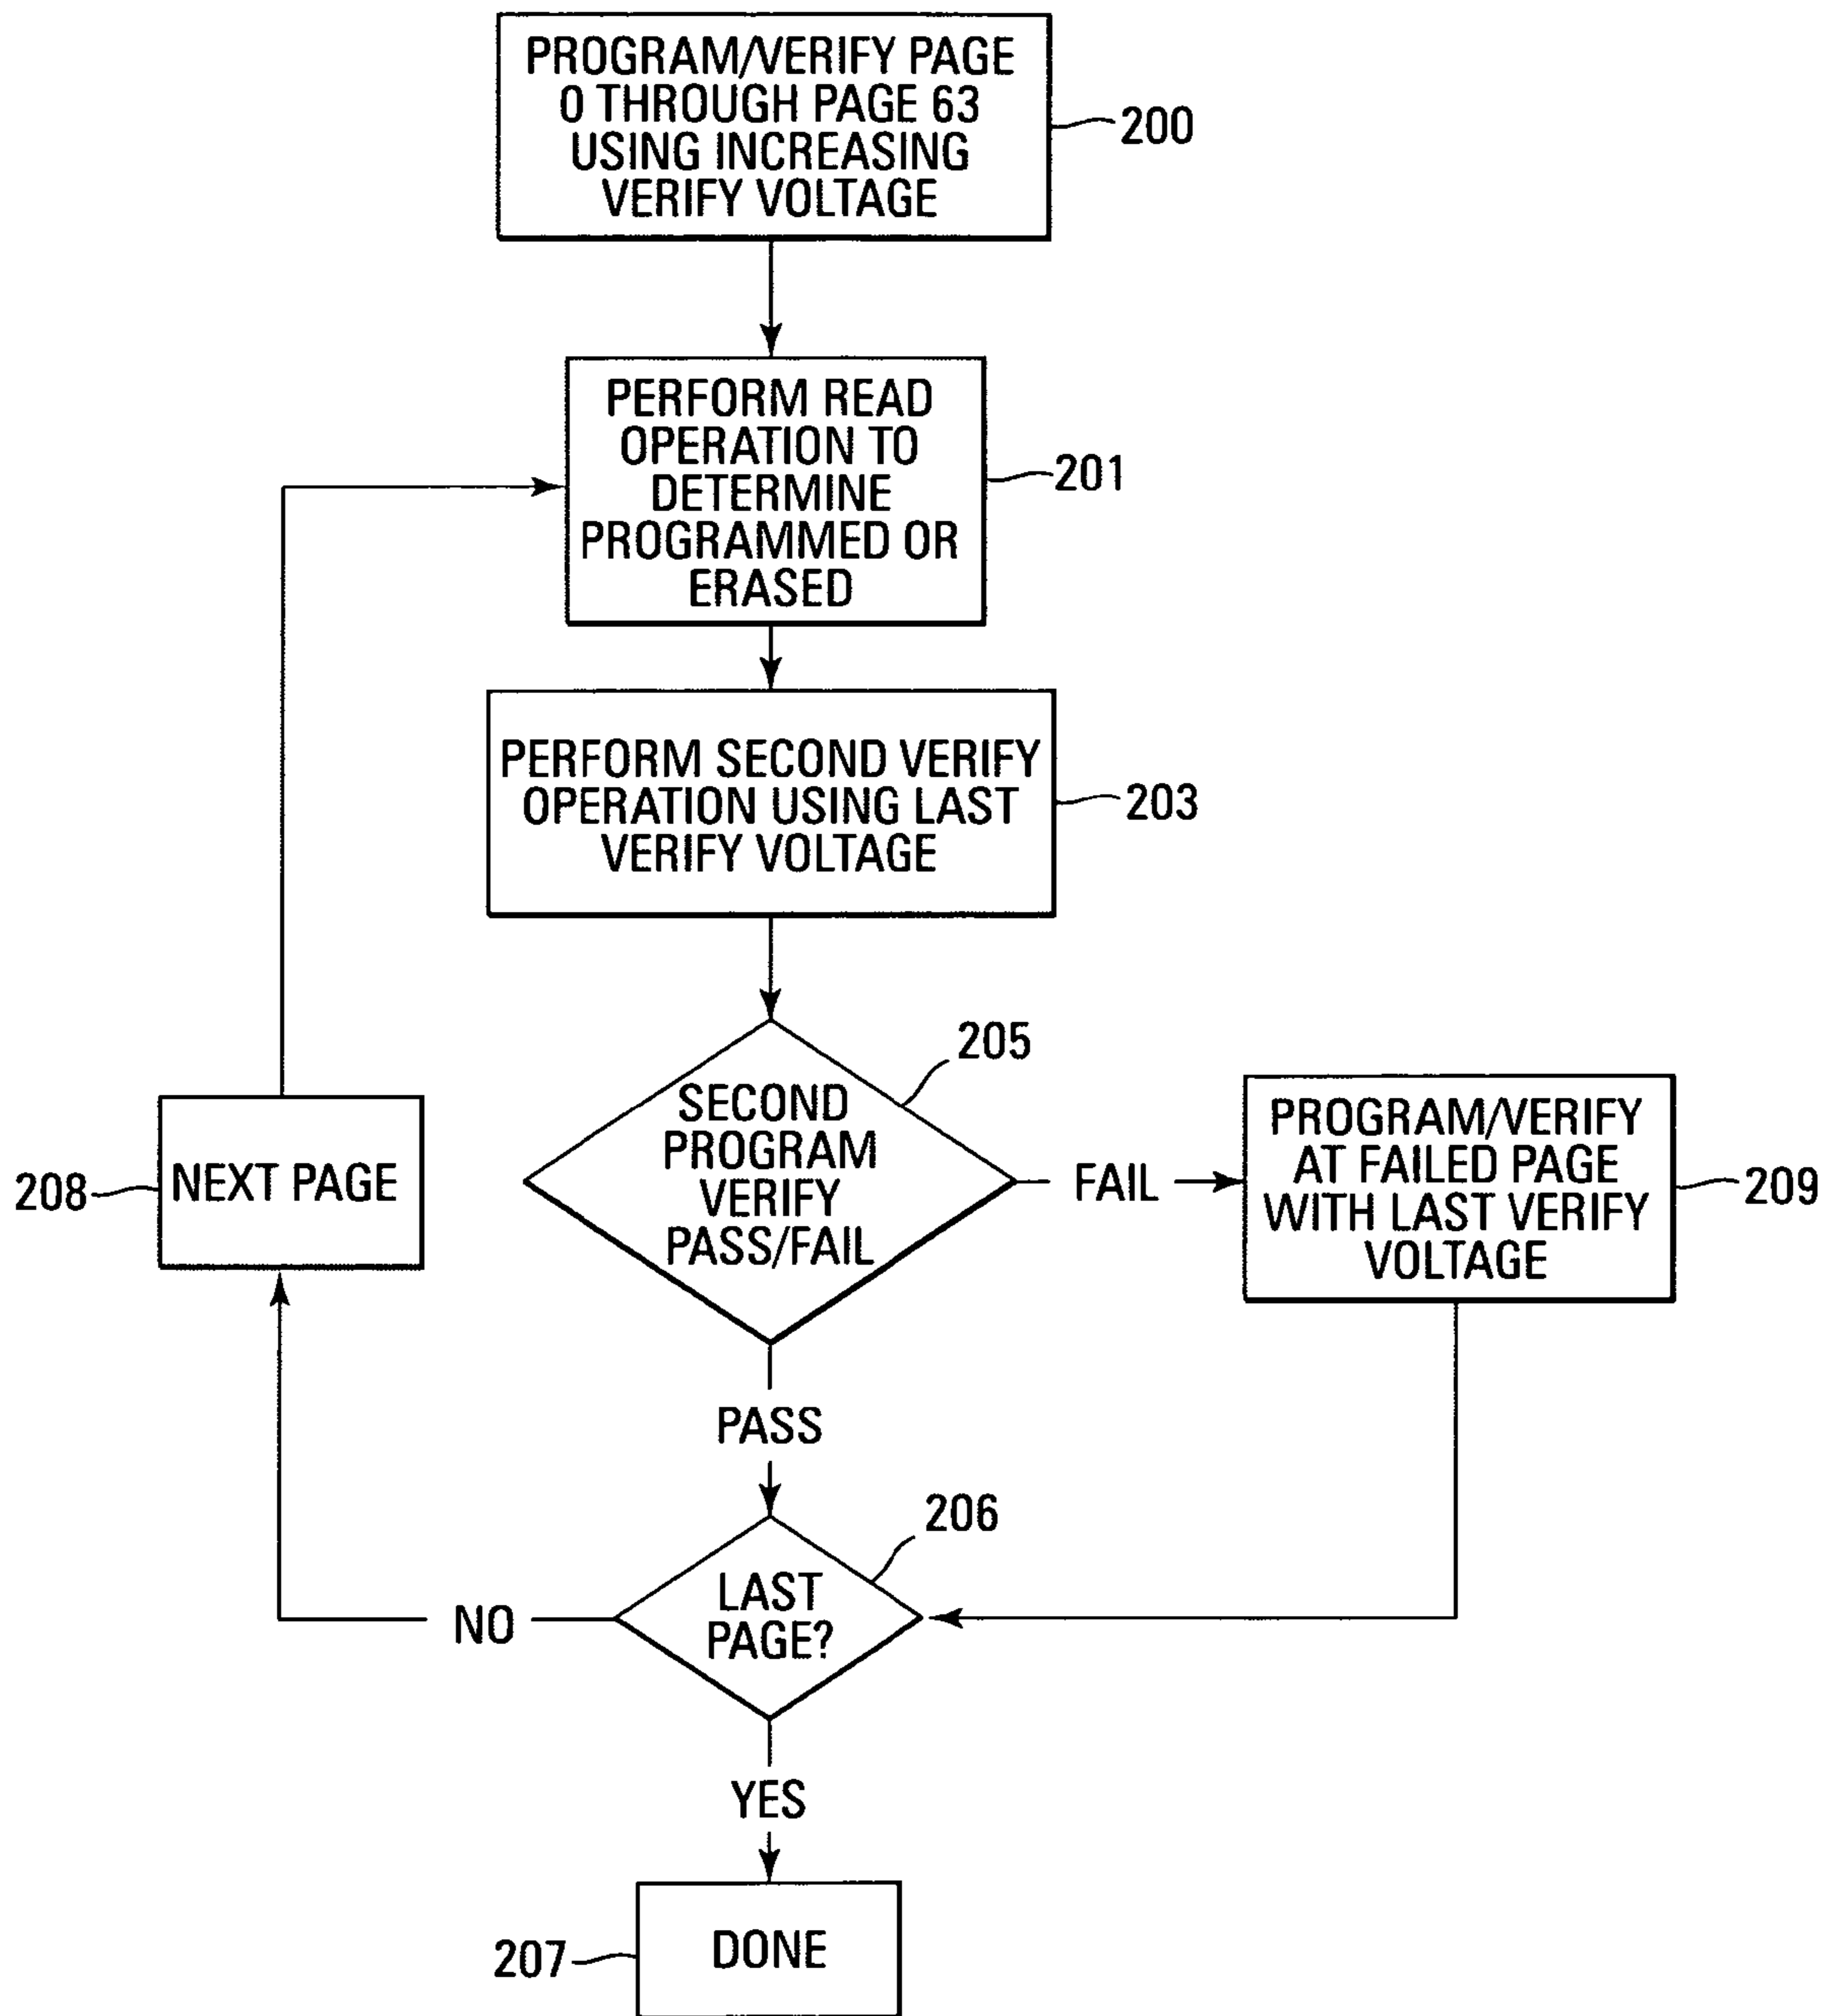 PROGRAM/VERIFY PAGE
0 THROUGH PAGE 63
USING INCREASING
VERIFY VOLTAGE
200
PERFORM READ
OPERATION TO
DETERMINE
PROGRAMMED OR
ERASED
201
PERFORM SECOND VERIFY
OPERATION USING LAST
VERIFY VOLTAGE
203
205
SECOND
PROGRAM
VERIFY
PASS/FAIL
FAIL
PROGRAM/VERIFY
AT FAILED PAGE
WITH LAST VERIFY
VOLTAGE
209
208
NEXT PAGE
PASS
206
LAST
PAGE?
NO
YES
207
DONE